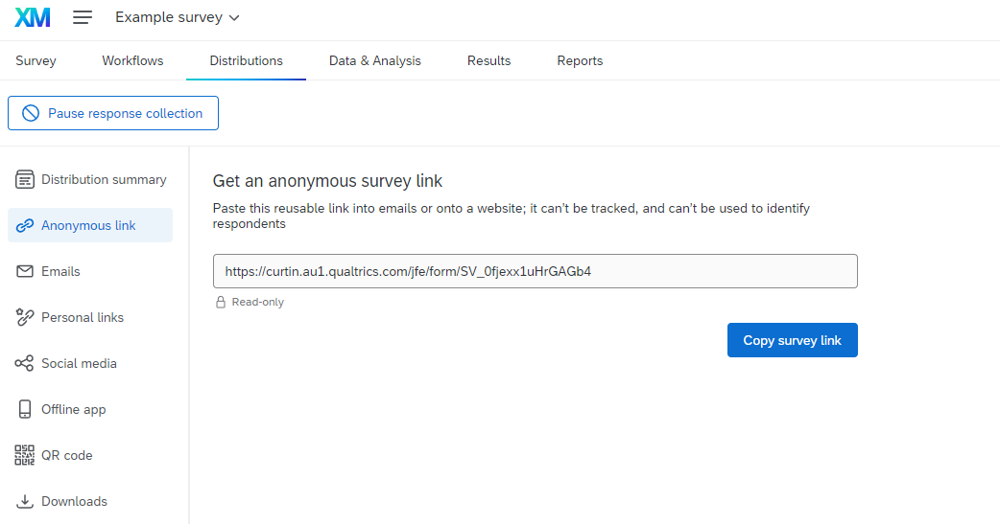 XM Example survey
Survey Workflows Distributions Data & Analysis Results Reports
Pause response collection
Distribution summary
Anonymous link
Emails
Personal links
Social media
Offline app
QR code
Downloads
Get an anonymous survey link
Paste this reusable link into emails or onto a website; it can't be tracked, and can't be used to identify
respondents
https://curtin.au1.qualtrics.com/jfe/form/SV_0fjexx1uHrGAGb4
Read-only
Copy survey link